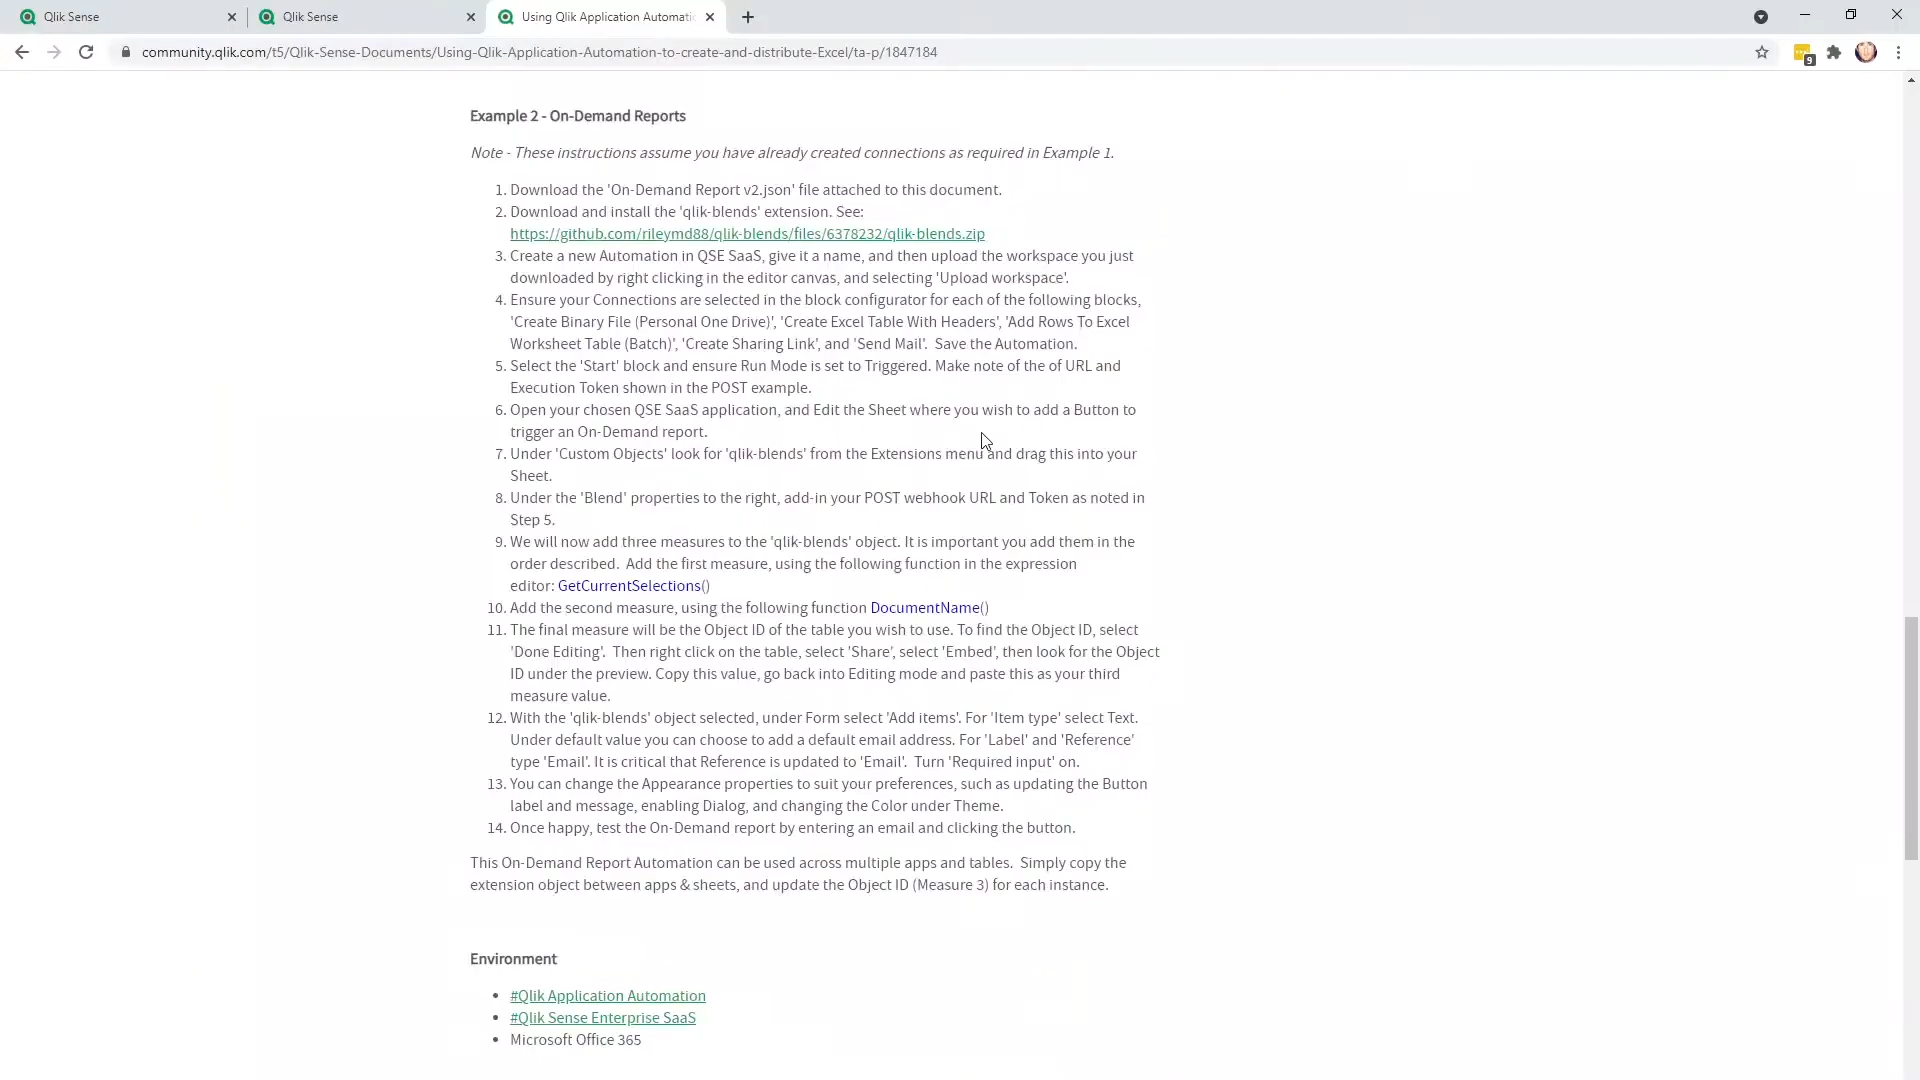 Qlik Sense
Qlik Sense
Using Qlik Application Automati
community.qlik.com/t5/Qlik-Sense-Documents/Using-Qlik-Application-Automation-to-create-and-distribute-Excel/ta-p/1847184
9
Example 2 - On-Demand Reports
Note - These instructions assume you have already created connections as required in Example 1.
1. Download the 'On-Demand Report v2.json' file attached to this document.
2. Download and install the 'qlik-blends' extension. See:
https://github.com/rileymd88/qlik-blends/files/6378232/qlik-blends.zip
3. Create a new Automation in QSE SaaS, give it a name, and then upload the workspace you just
downloaded by right clicking in the editor canvas, and selecting 'Upload workspace'.
4. Ensure your Connections are selected in the block configurator for each of the following blocks,
'Create Binary File (Personal One Drive)', 'Create Excel Table With Headers', 'Add Rows To Excel
Worksheet Table (Batch)', 'Create Sharing Link', and 'Send Mail'.  Save the Automation.
5. Select the 'Start' block and ensure Run Mode is set to Triggered. Make note of the of URL and
Execution Token shown in the POST example.
6. Open your chosen QSE SaaS application, and Edit the Sheet where you wish to add a Button to
trigger an On-Demand report.
7. Under 'Custom Objects' look for 'qlik-blends' from the Extensions menu and drag this into your
Sheet.
8. Under the 'Blend' properties to the right, add-in your POST webhook URL and Token as noted in
Step 5.
9. We will now add three measures to the 'qlik-blends' object. It is important you add them in the
order described.  Add the first measure, using the following function in the expression
editor: GetCurrentSelections()
10. Add the second measure, using the following function DocumentName()
11. The final measure will be the Object ID of the table you wish to use. To find the Object ID, select
'Done Editing'.  Then right click on the table, select 'Share', select 'Embed', then look for the Object
ID under the preview. Copy this value, go back into Editing mode and paste this as your third
measure value.
12. With the 'qlik-blends' object selected, under Form select 'Add items'. For 'Item type' select Text.
Under default value you can choose to add a default email address. For 'Label' and 'Reference'
type 'Email'. It is critical that Reference is updated to 'Email'.  Turn 'Required input' on.
13. You can change the Appearance properties to suit your preferences, such as updating the Button
label and message, enabling Dialog, and changing the Color under Theme.
14. Once happy, test the On-Demand report by entering an email and clicking the button.
This On-Demand Report Automation can be used across multiple apps and tables.  Simply copy the
extension object between apps & sheets, and update the Object ID (Measure 3) for each instance.
Environment
• #Qlik Application Automation
• #Qlik Sense Enterprise SaaS
• Microsoft Office 365